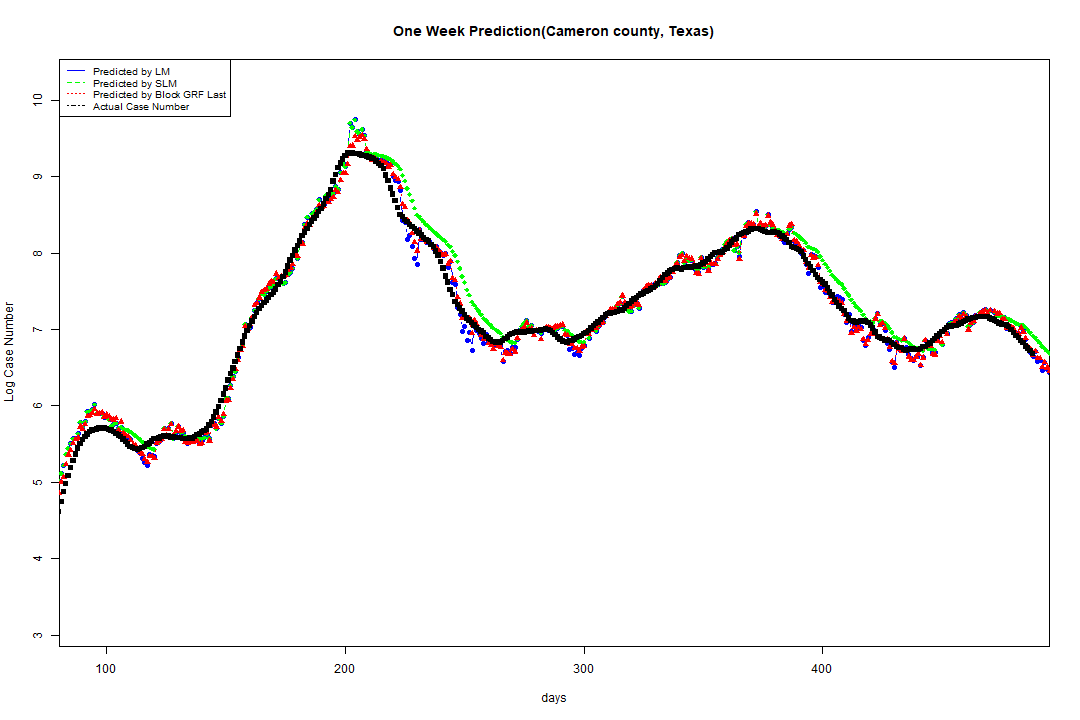 One Week Prediction(Cameron county, Texas)
Predicted by LM
Predicted by SLM
Predicted by Block GRF Last
Actual Case Number
10
9
8
7
6
5
4
3
Log Case Number
100 200 300 400
days